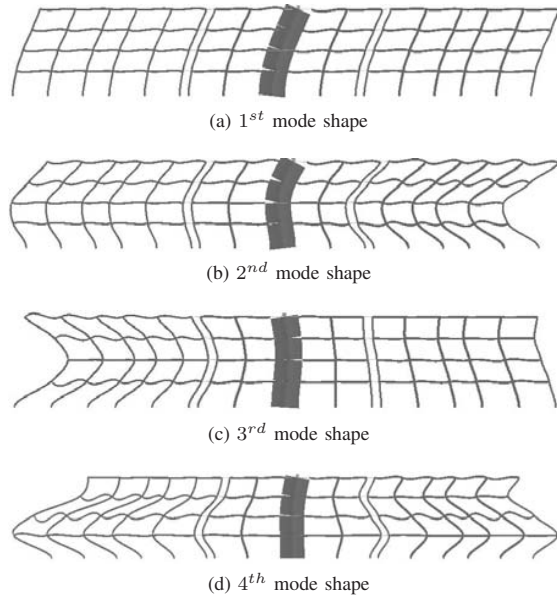 (a) 1st mode shape
(b) 2nd mode shape
(c) 3rd mode shape
(d) 4th mode shape